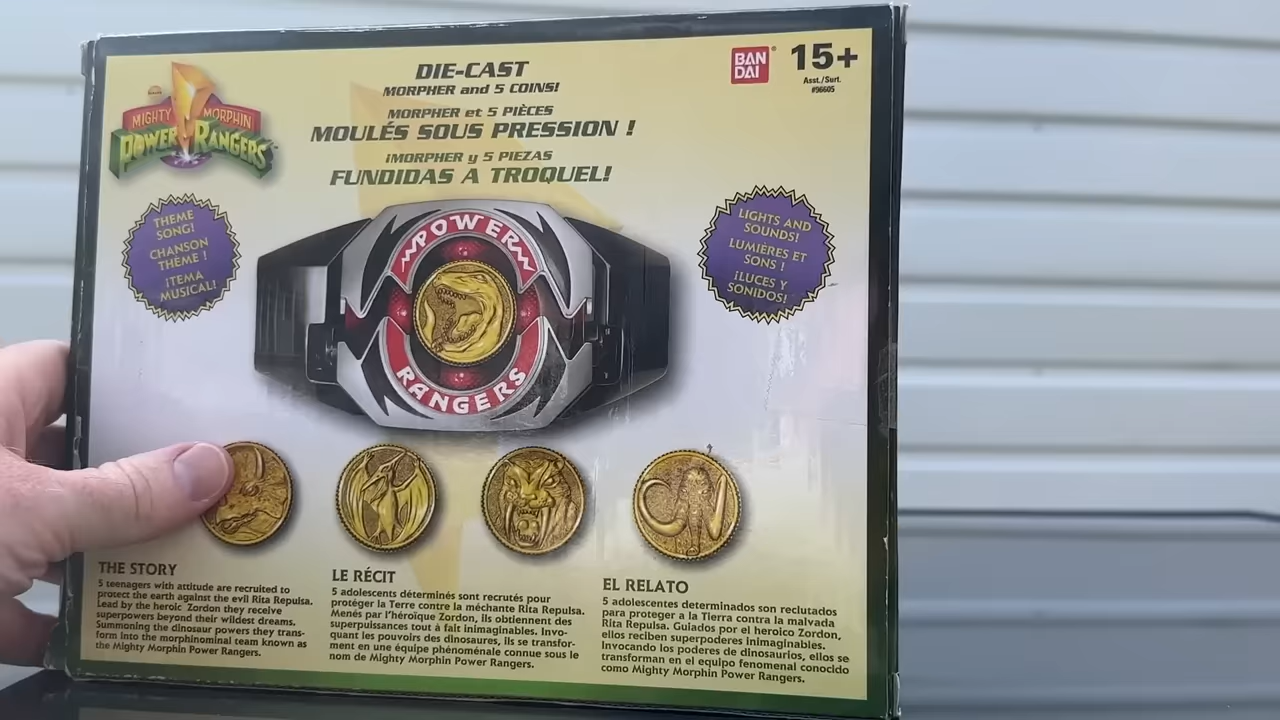 DIE-CAST
MORPHER and 5 COINS!
MORPHER et 5 PIÈCES
MOULÉS SOUS PRESSION !
¡MORPHER y 5 PIEZAS
FUNDIDAS A TROQUEL!
BAN
DAI
15+
Asst./Surt.
#96605
MIGHTY MORPHIN
POWER RANGERS
THEME
SONG!
CHANSON
THÈME !
¡TEMA
MUSICAL!
LIGHTS AND
SOUNDS!
LUMIÈRES ET
SONS !
¡LUCES Y
SONIDOS!
POWER
RANGERS
THE STORY
5 teenagers with attitude are recruited to
protect the earth against the evil Rita Repulsa.
Lead by the heroic Zordon they receive
superpowers beyond their wildest dreams.
Summoning the dinosaur powers they trans-
form into the morphinominal team known as
the Mighty Morphin Power Rangers.
LE RÉCIT
5 adolescents déterminés sont recrutés pour
protéger la Terre contre la méchante Rita Repulsa.
Menés par l'héroïque Zordon, ils obtiennent des
superpuissances tout à fait inimaginables. Invo-
quant les pouvoirs des dinosaures, ils se transfor-
ment en une équipe phénoménale connue sous le
nom de Mighty Morphin Power Rangers.
EL RELATO
5 adolescentes determinados son reclutados
para proteger a la Tierra contra la malvada
Rita Repulsa. Guiados por el heroico Zordon,
ellos reciben superpoderes inimaginables.
Invocando los poderes de dinosaurios, ellos se
transforman en el equipo fenomenal conocido
como Mighty Morphin Power Rangers.